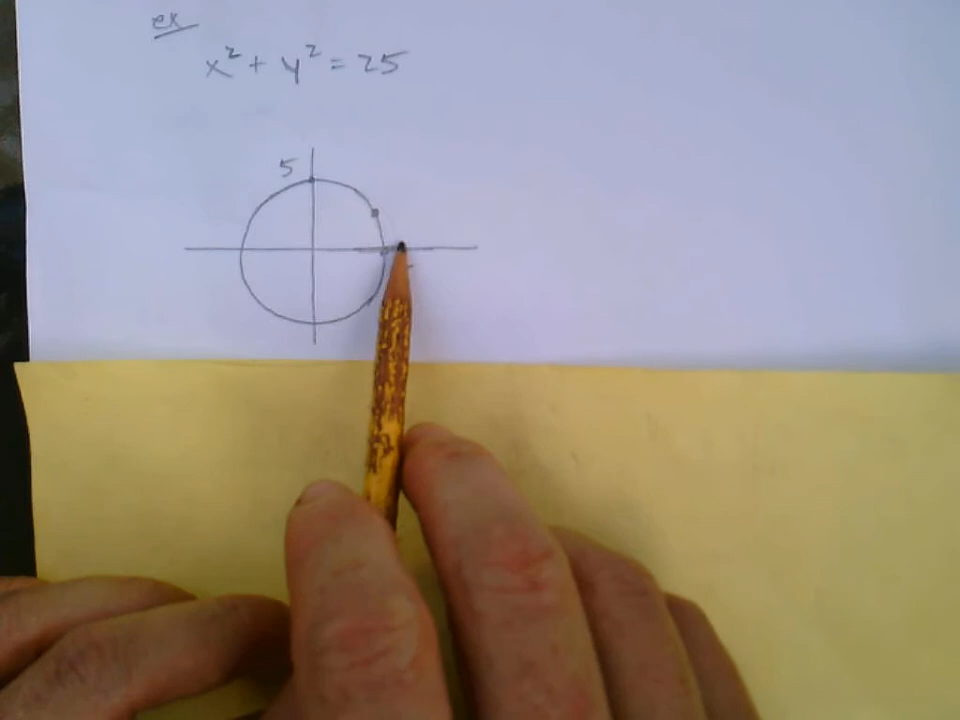 ex
x² + y² = 25
5